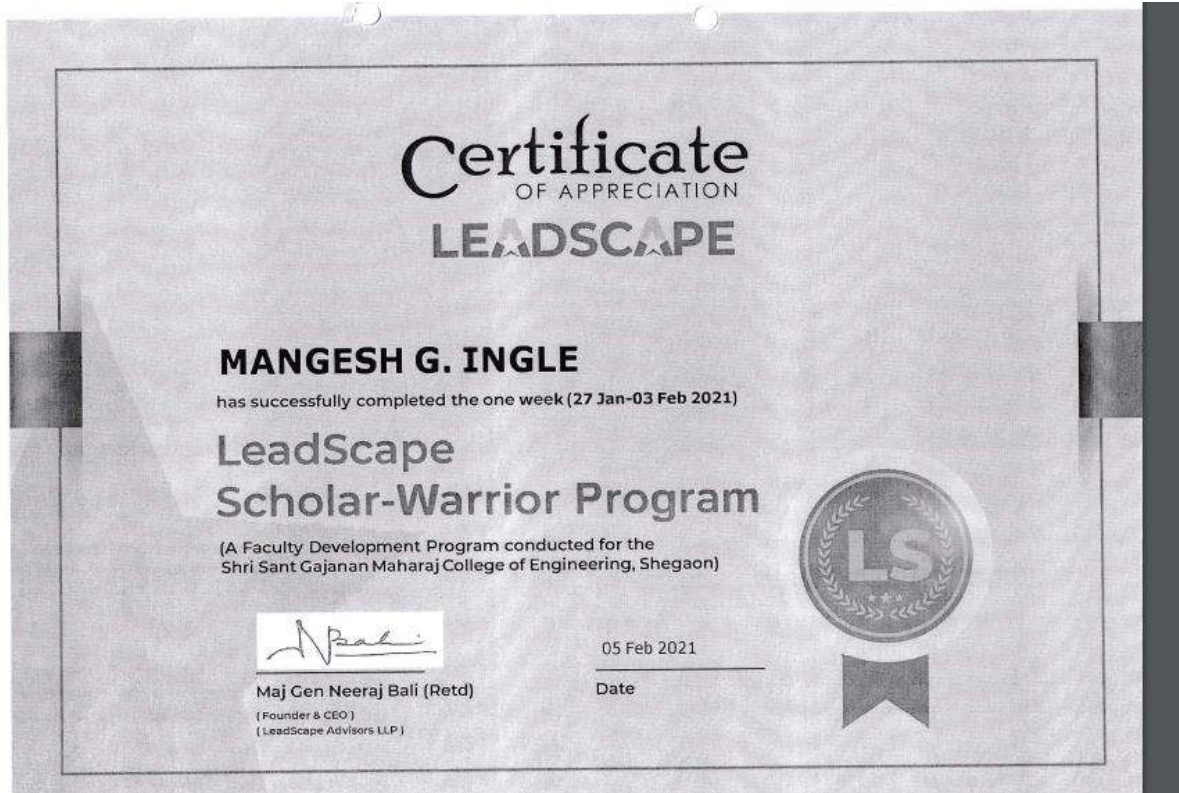 Certificate
OF APPRECIATION
LEADSCAPE
MANGESH G. INGLE
has successfully completed the one week (27 Jan-03 Feb 2021)
LeadScape
Scholar-Warrior Program
(A Faculty Development Program conducted for the
Shri Sant Gajanan Maharaj College of Engineering, Shegaon)
LS
NBali
05 Feb 2021
Maj Gen Neeraj Bali (Retd)
Date
(Founder & CEO)
(LeadScape Advisors LLP)